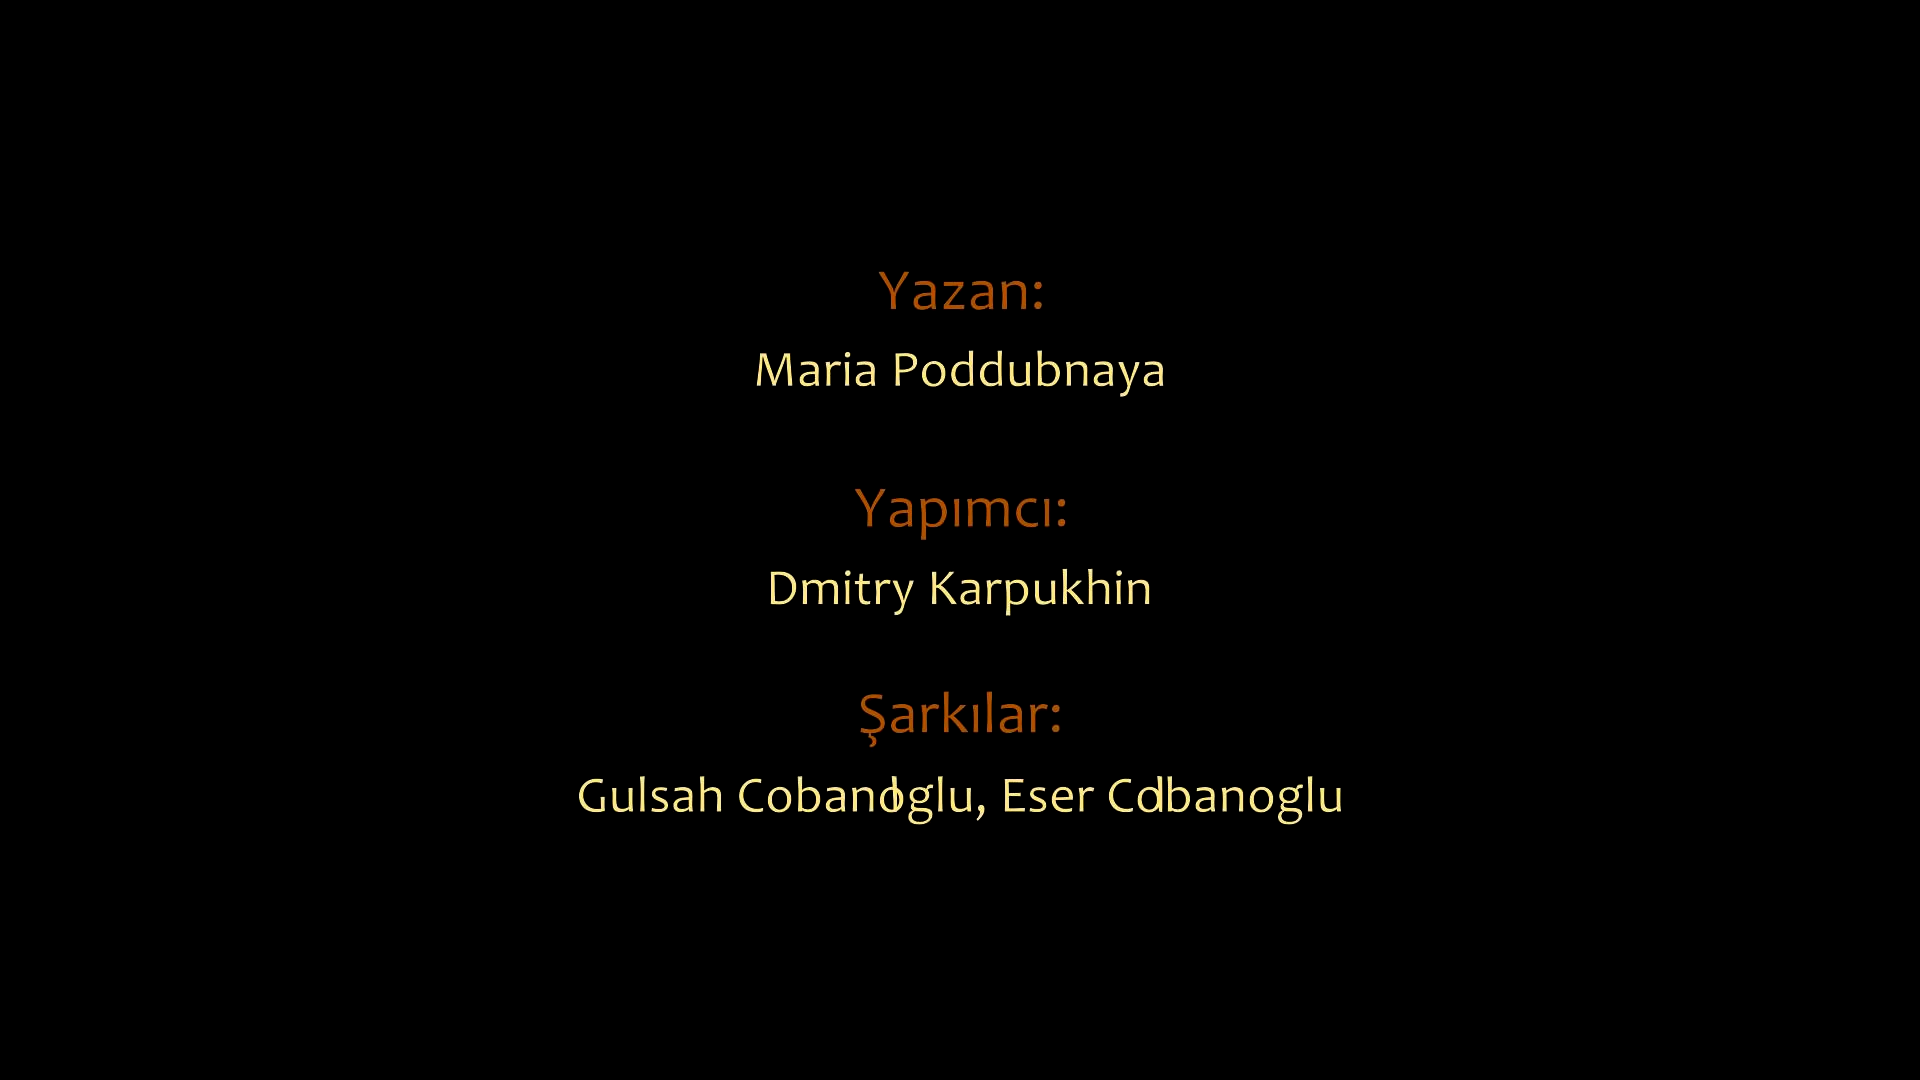 Yazan:
Maria Poddubnaya
Yapımcı:
Dmitry Karpukhin
Şarkılar:
Gulsah Cobanoglu, Eser Cobanoglu